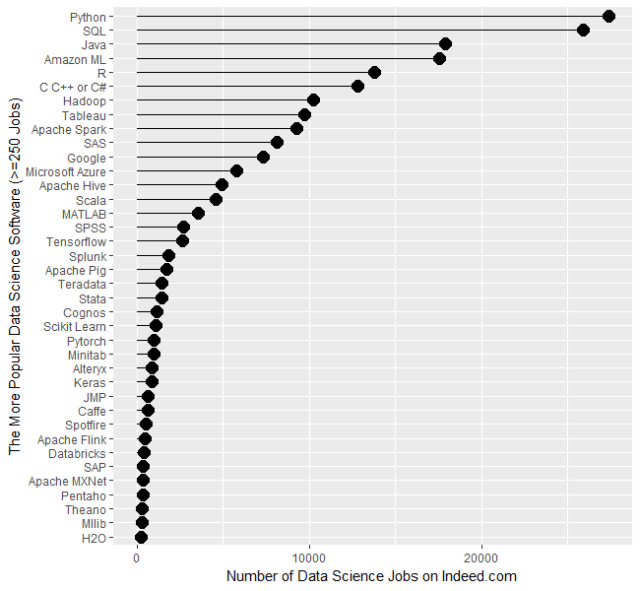 The More Popular Data Science Software (>=250 Jobs)
Python
SQL
Java
Amazon ML
R
C C++ or C#
Hadoop
Tableau
Apache Spark
SAS
Google
Microsoft Azure
Apache Hive
Scala
MATLAB
SPSS
Tensorflow
Splunk
Apache Pig
Teradata
Stata
Cognos
Scikit Learn
Pytorch
Minitab
Alteryx
Keras
JMP
Caffe
Spotfire
Apache Flink
Databricks
SAP
Apache MXNet
Pentaho
Theano
Mllib
H2O
0 10000 20000
Number of Data Science Jobs on Indeed.com